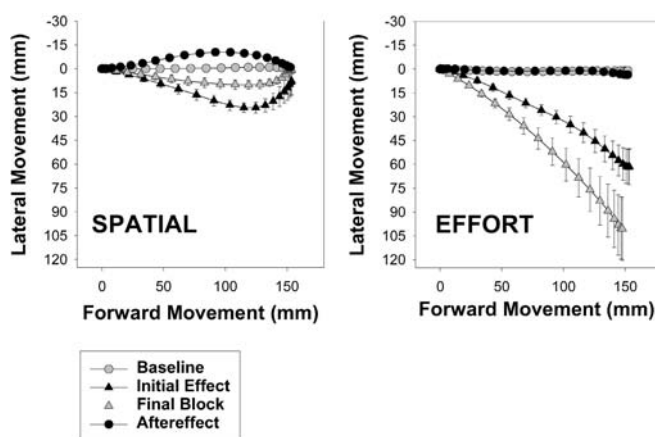 -30
-15
0
15
30
45
60
75
90
105
120
Lateral Movement (mm)
SPATIAL
0 50 100 150
Forward Movement (mm)
-30
-15
0
15
30
45
60
75
90
105
120
Lateral Movement (mm)
EFFORT
0 50 100 150
Forward Movement (mm)
Baseline
Initial Effect
Final Block
Aftereffect